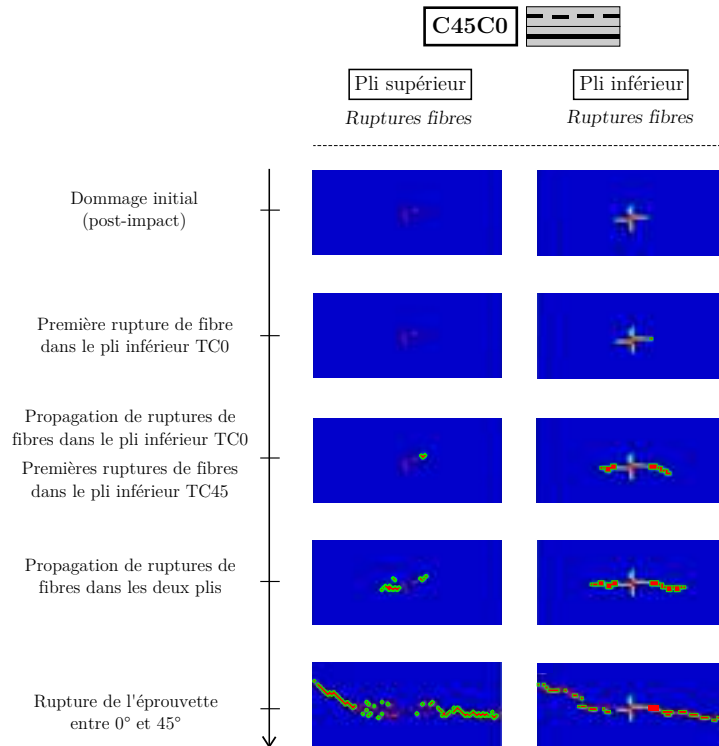 C45C0
Pli supérieur
Pli inférieur
Ruptures fibres
Ruptures fibres
Dommage initial
(post-impact)
Première rupture de fibre
dans le pli inférieur TC0
Propagation de ruptures de
fibres dans le pli inférieur TC0
Premières ruptures de fibres
dans le pli inférieur TC45
Propagation de ruptures de
fibres dans les deux plis
Rupture de l'éprouvette
entre 0° et 45°